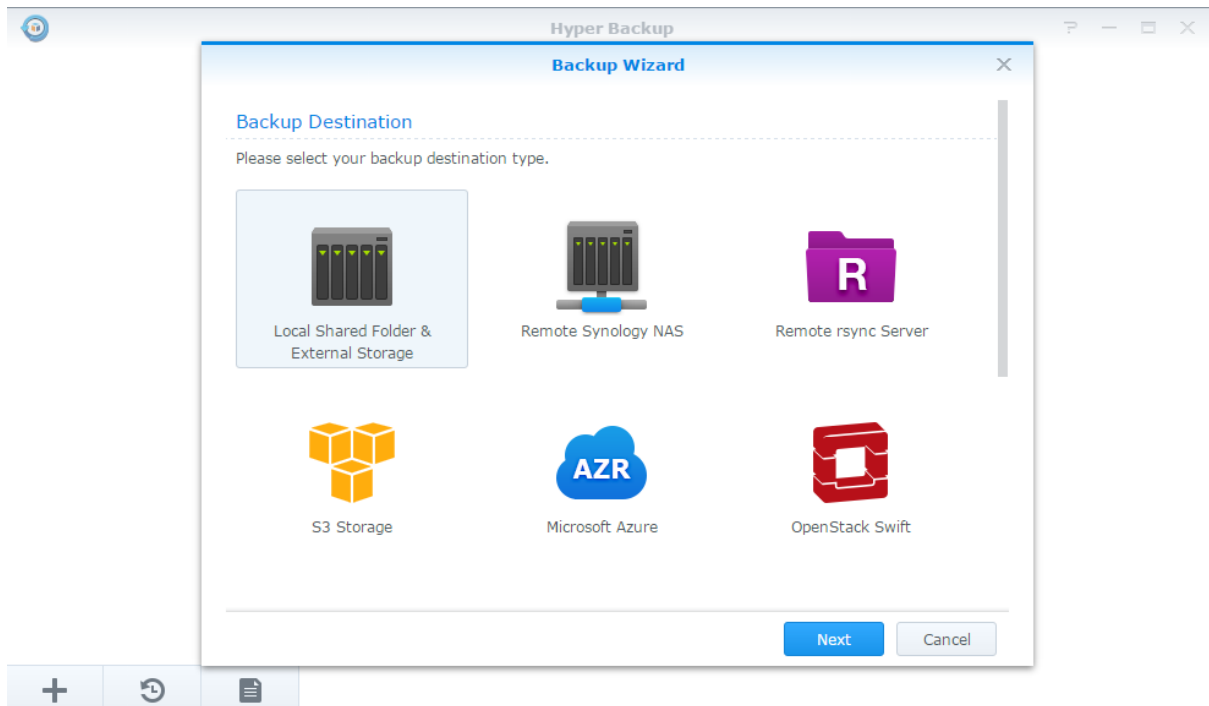 Hyper Backup
Backup Wizard
Backup Destination
Please select your backup destination type.
Local Shared Folder &
External Storage
Remote Synology NAS
R
Remote rsync Server
S3 Storage
AZR
Microsoft Azure
OpenStack Swift
Next
Cancel